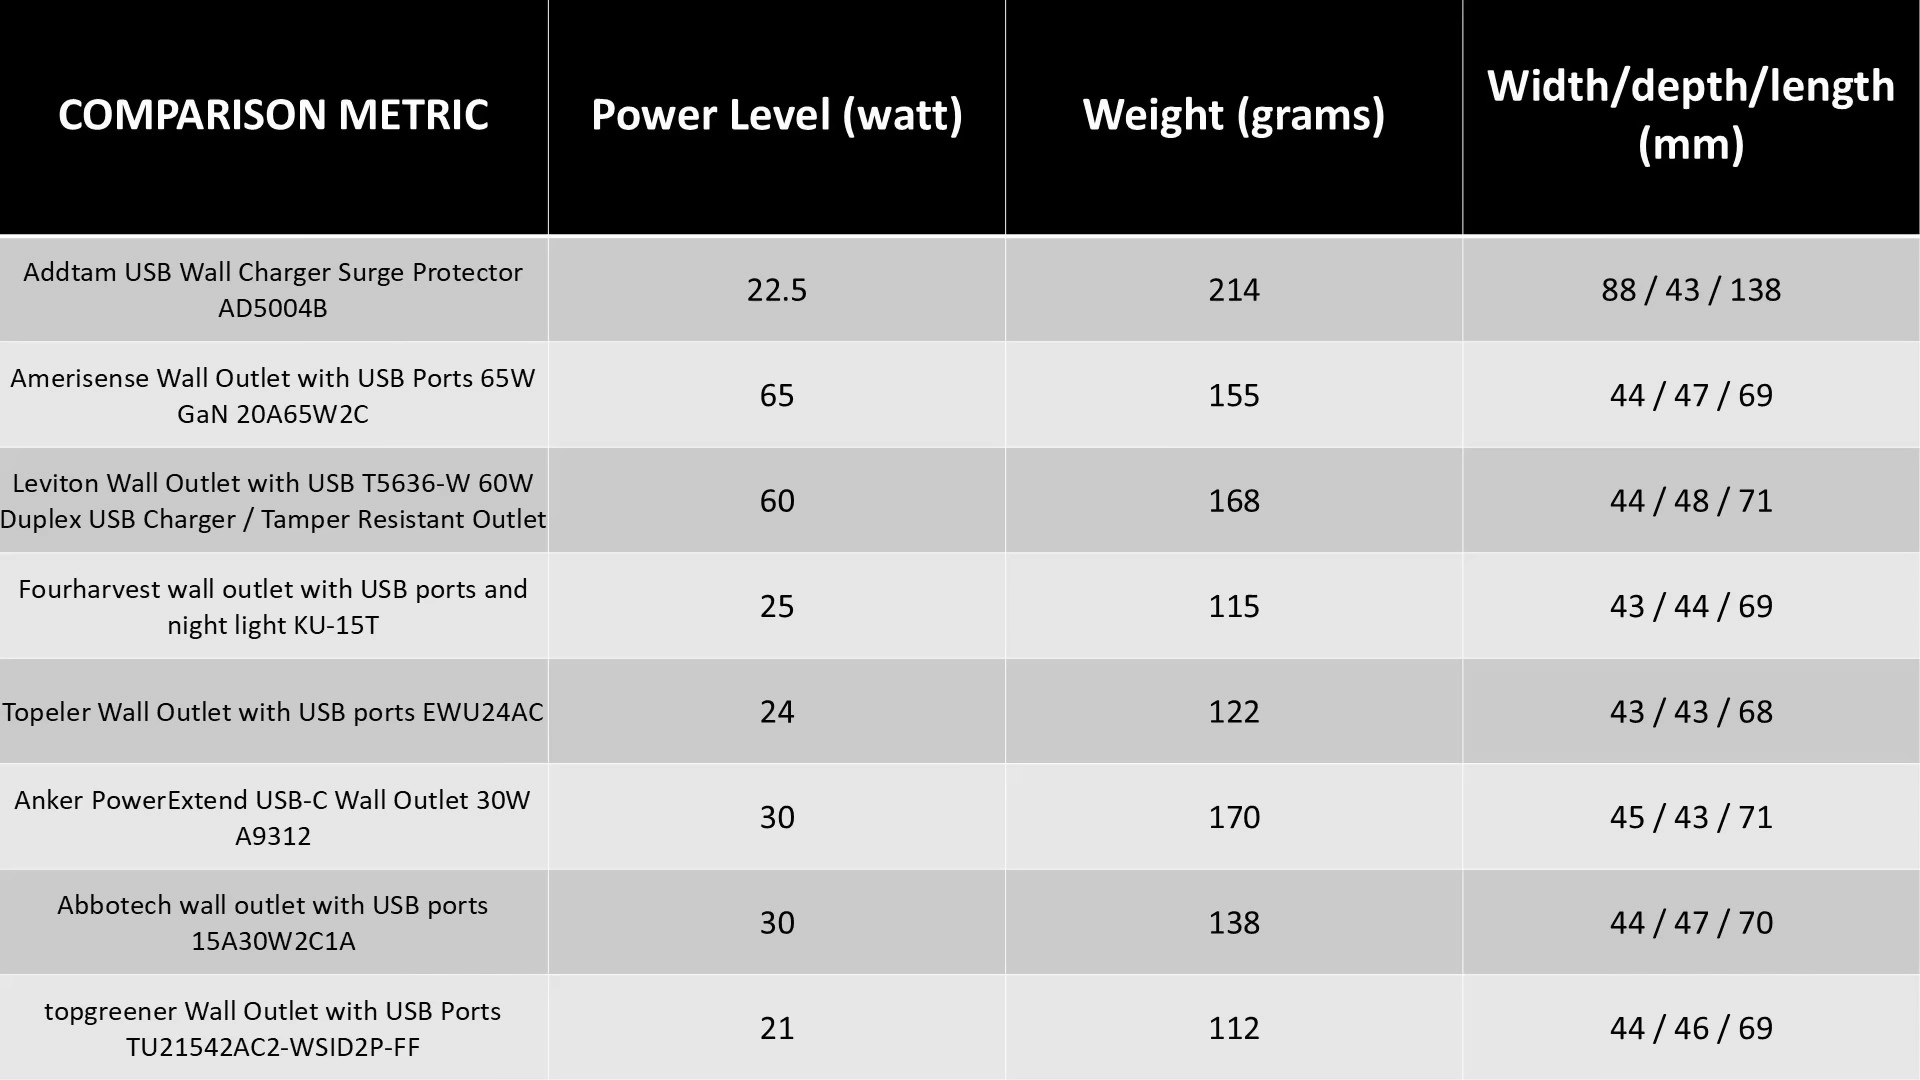 COMPARISON METRIC
Power Level (watt)
Weight (grams)
Width/depth/length
(mm)
Addtam USB Wall Charger Surge Protector
AD5004B
22.5
214
88 / 43 / 138
Amerisense Wall Outlet with USB Ports 65W
GaN 20A65W2C
65
155
44 / 47 / 69
Leviton Wall Outlet with USB T5636-W 60W
Duplex USB Charger / Tamper Resistant Outlet
60
168
44 / 48 / 71
Fourharvest wall outlet with USB ports and
night light KU-15T
25
115
43 / 44 / 69
Topeler Wall Outlet with USB ports EWU24AC
24
122
43 / 43 / 68
Anker PowerExtend USB-C Wall Outlet 30W
A9312
30
170
45 / 43 / 71
Abbotech wall outlet with USB ports
15A30W2C1A
30
138
44 / 47 / 70
topgreener Wall Outlet with USB Ports
TU21542AC2-WSID2P-FF
21
112
44 / 46 / 69